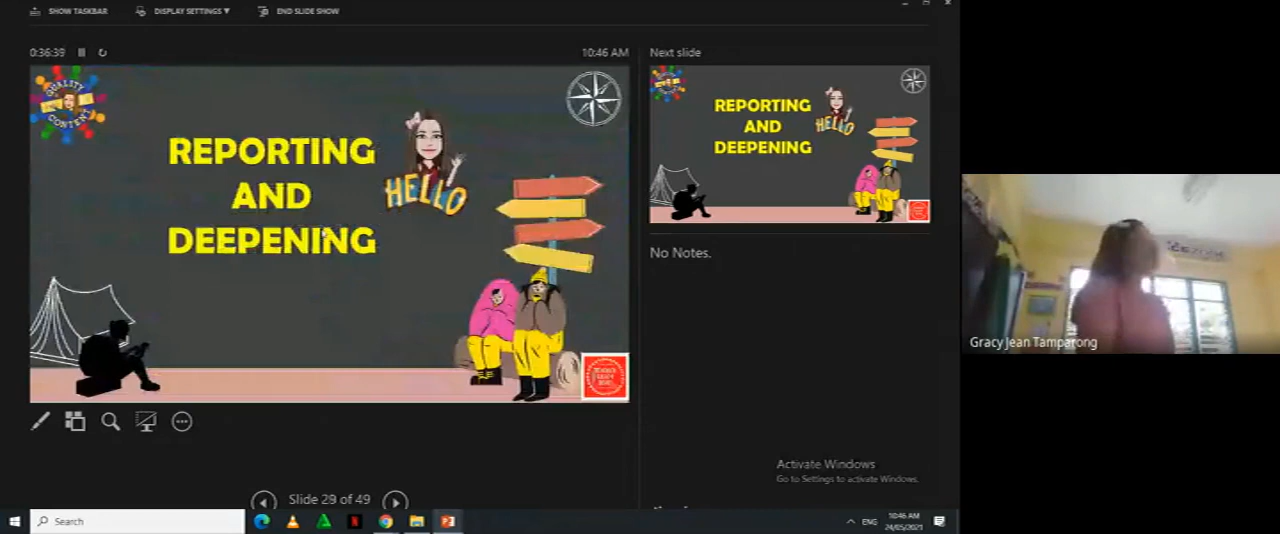 SHOW TASKBAR
DISPLAY SETTINGS ▼
END SLIDE SHOW
0:36:39
10:46 AM
QUALITY
CONTENT
REPORTING
AND
DEEPENING
HELLO
Next slide
REPORTING
AND
DEEPENING
HELLO
No Notes.
Gracy Jean Tamparong
Activate Windows
Go to Settings to activate Windows.
Slide 29 of 49
Search
ENG
10:46 AM
24/05/2021